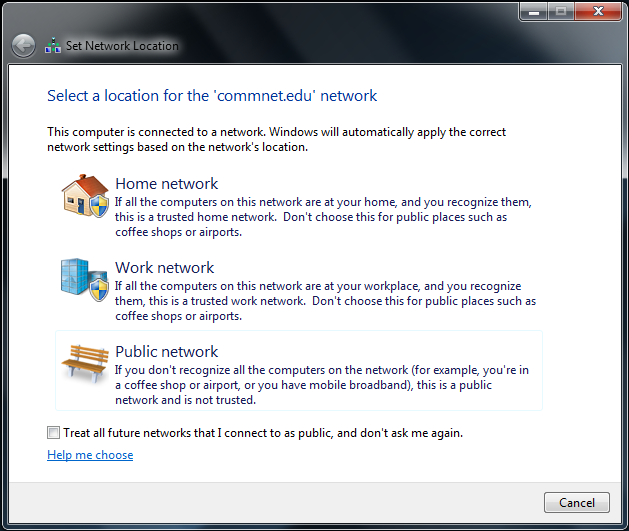 Set Network Location
Select a location for the 'commnet.edu' network
This computer is connected to a network. Windows will automatically apply the correct
network settings based on the network's location.
Home network
If all the computers on this network are at your home, and you recognize them,
this is a trusted home network.  Don't choose this for public places such as
coffee shops or airports.
Work network
If all the computers on this network are at your workplace, and you recognize
them, this is a trusted work network.  Don't choose this for public places such as
coffee shops or airports.
Public network
If you don't recognize all the computers on the network (for example, you're in
a coffee shop or airport, or you have mobile broadband), this is a public
network and is not trusted.
Treat all future networks that I connect to as public, and don't ask me again.
Help me choose
Cancel